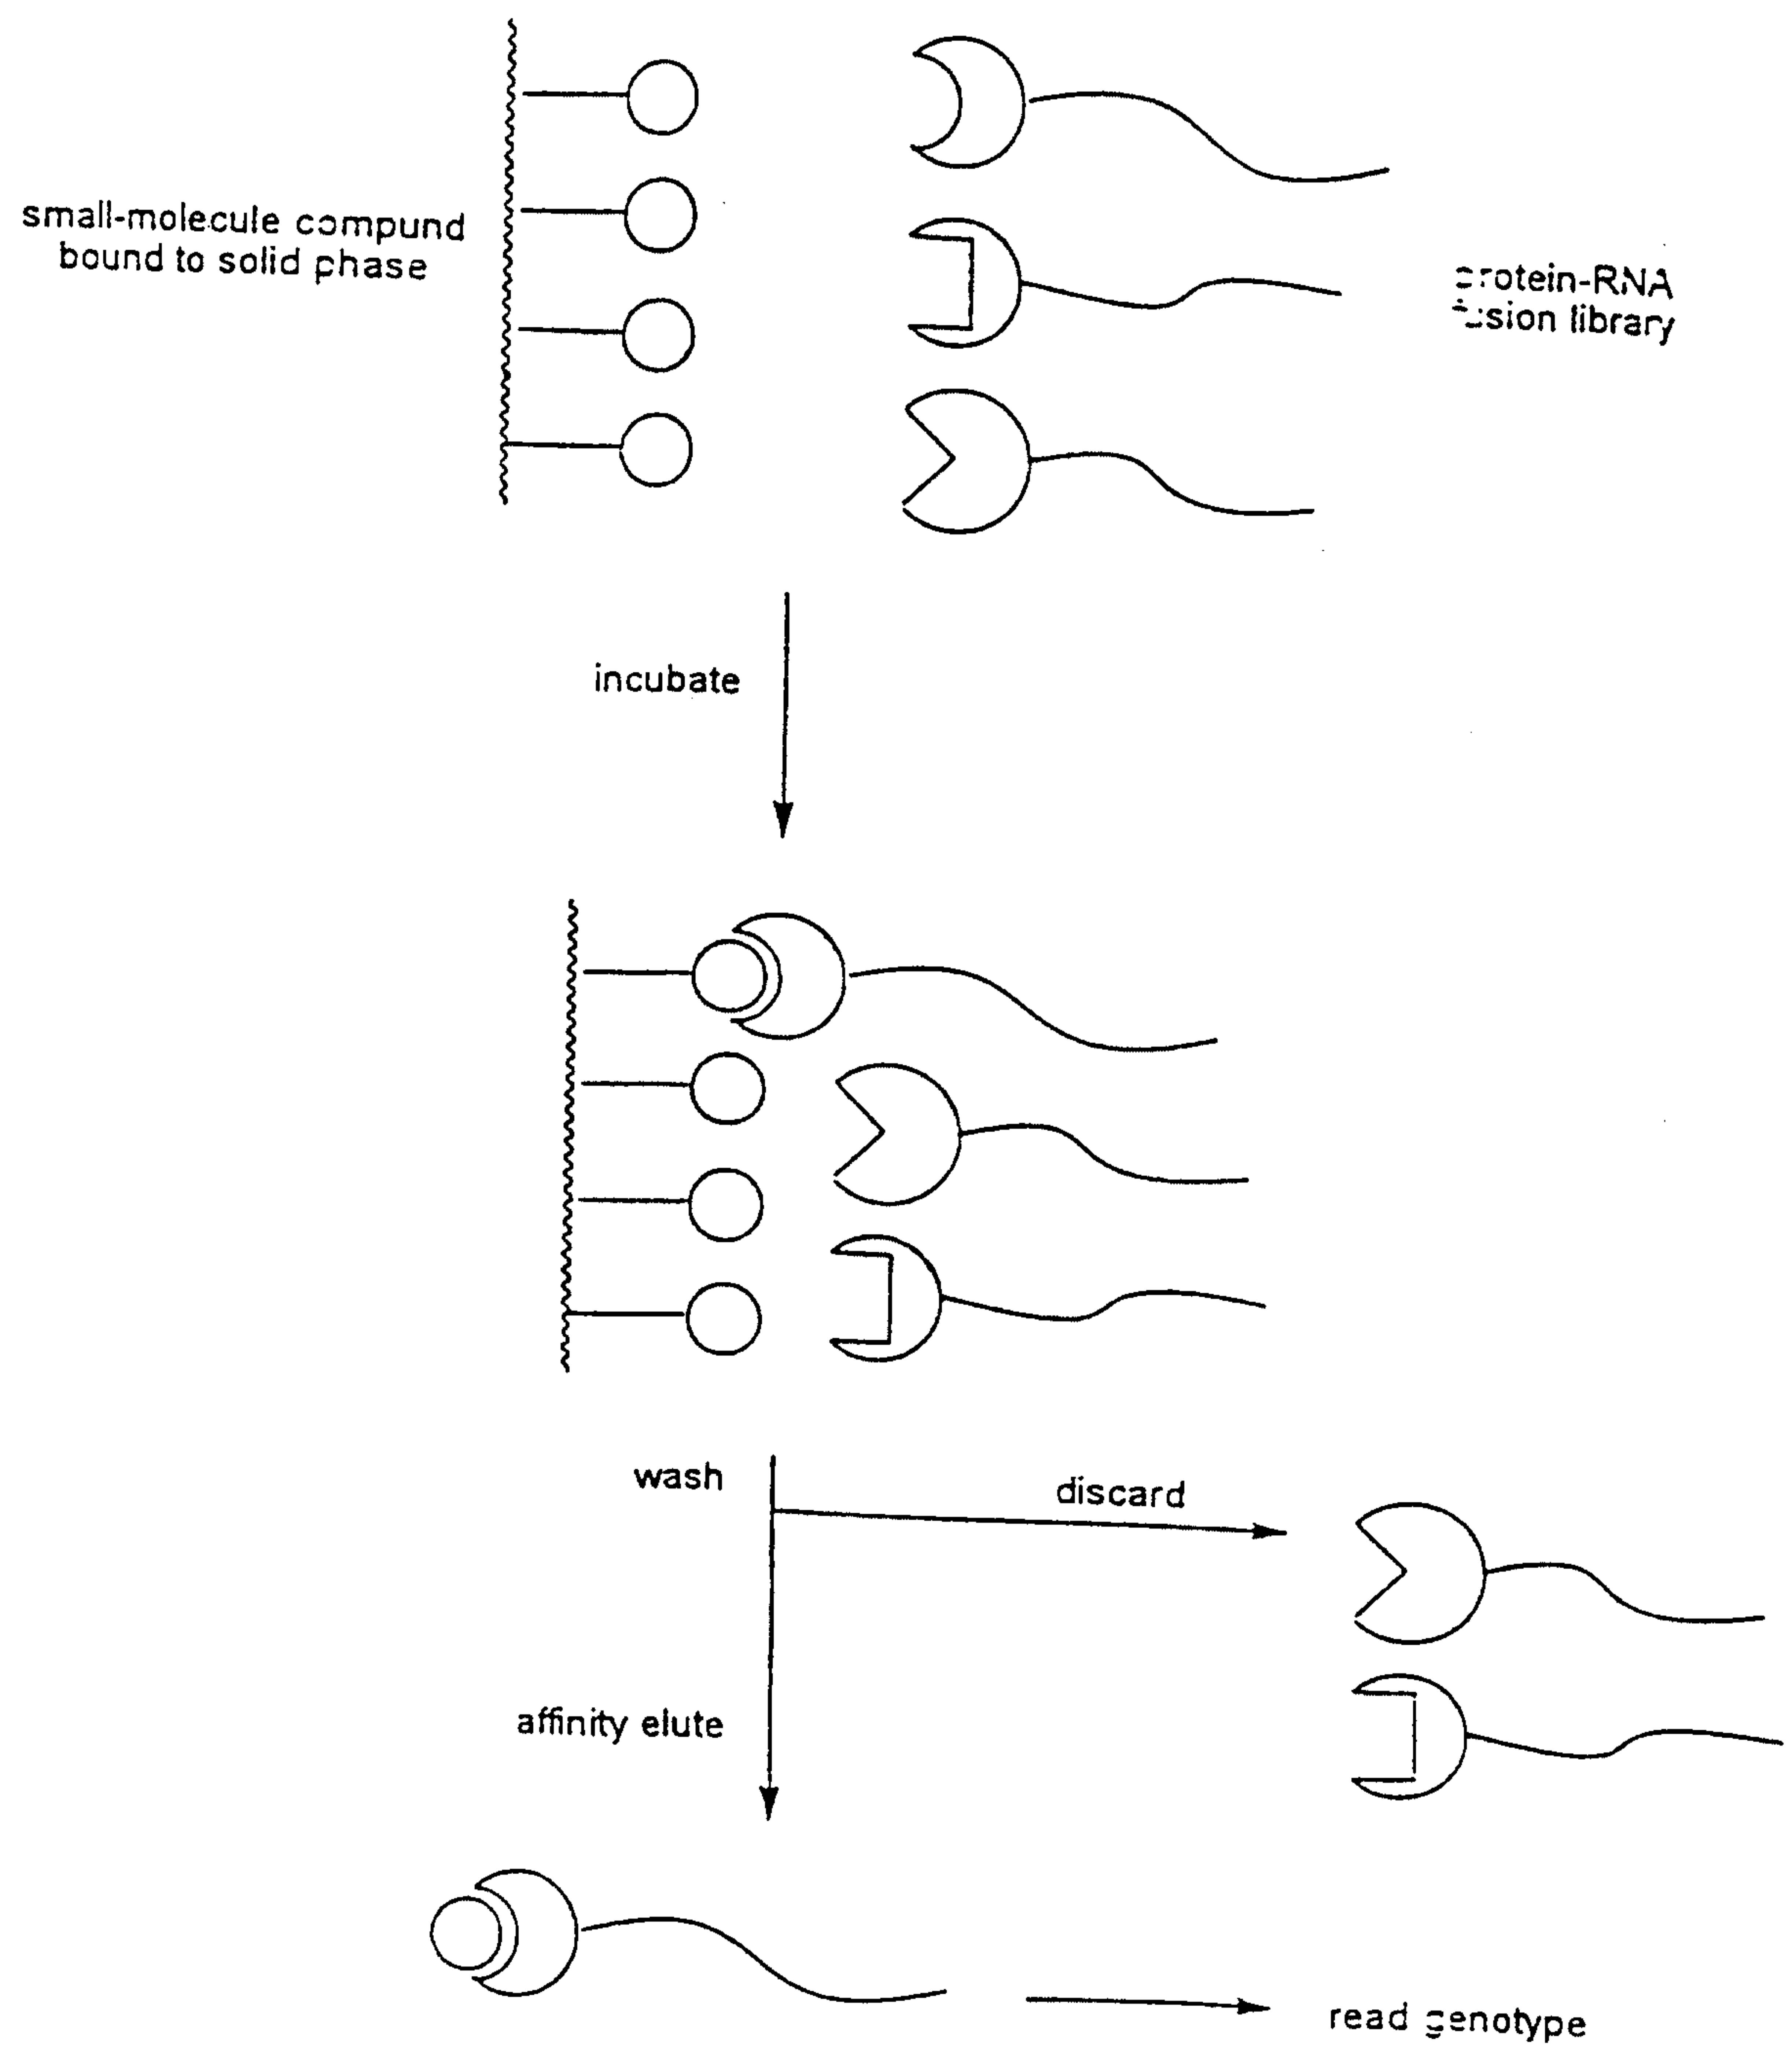 small-molecule compund
bound to solid phase
protein-RNA
fusion library
incubate
wash
discard
affinity elute
read genotype